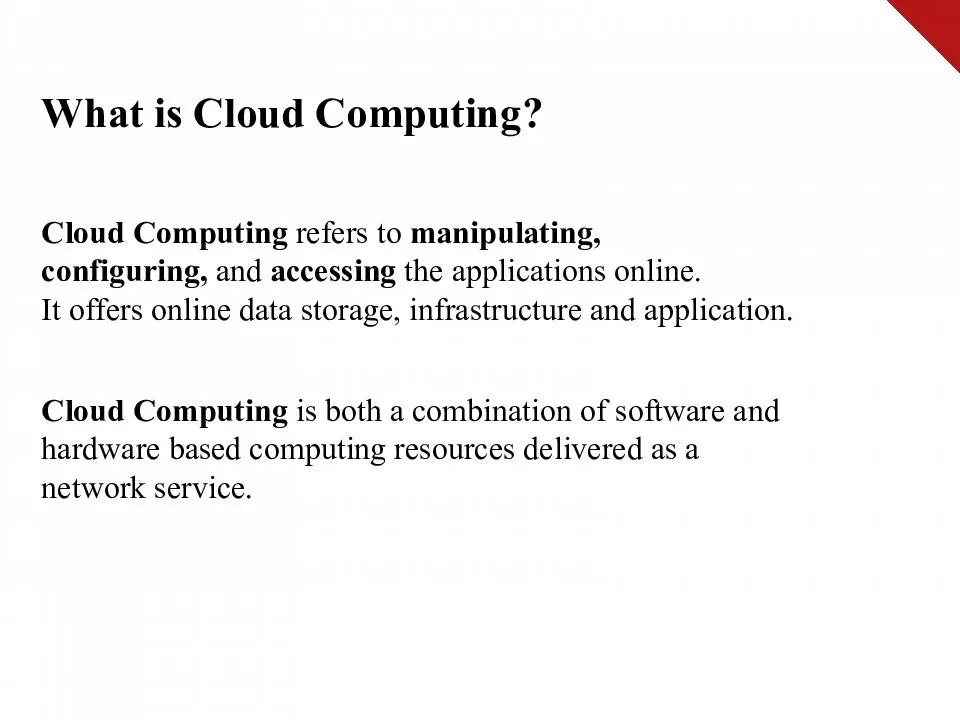 What is Cloud Computing?
Cloud Computing refers to manipulating,
configuring, and accessing the applications online.
It offers online data storage, infrastructure and application.
Cloud Computing is both a combination of software and
hardware based computing resources delivered as a
network service.